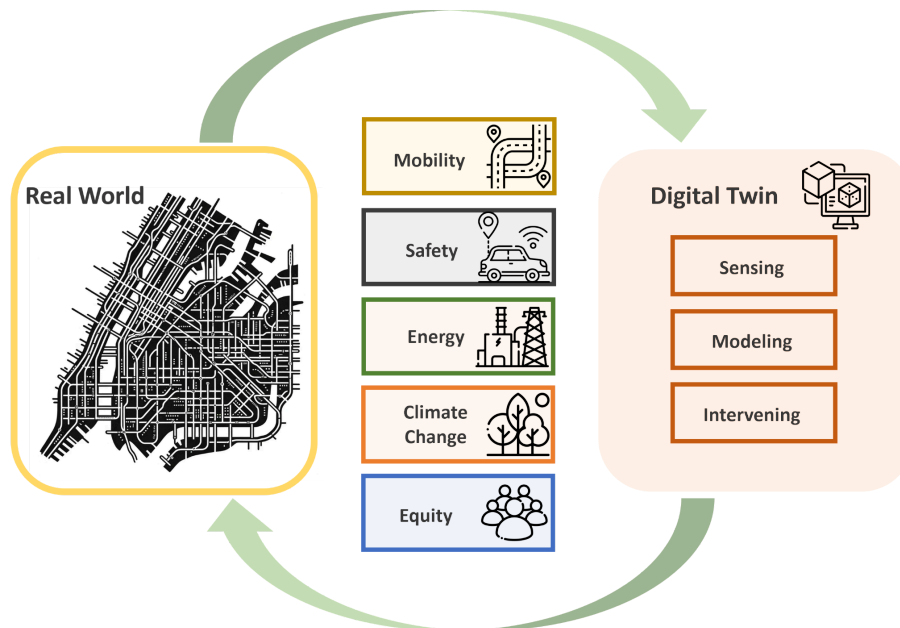 Real World
Mobility
Safety
Energy
Climate
Change
Equity
Digital Twin
Sensing
Modeling
Intervening